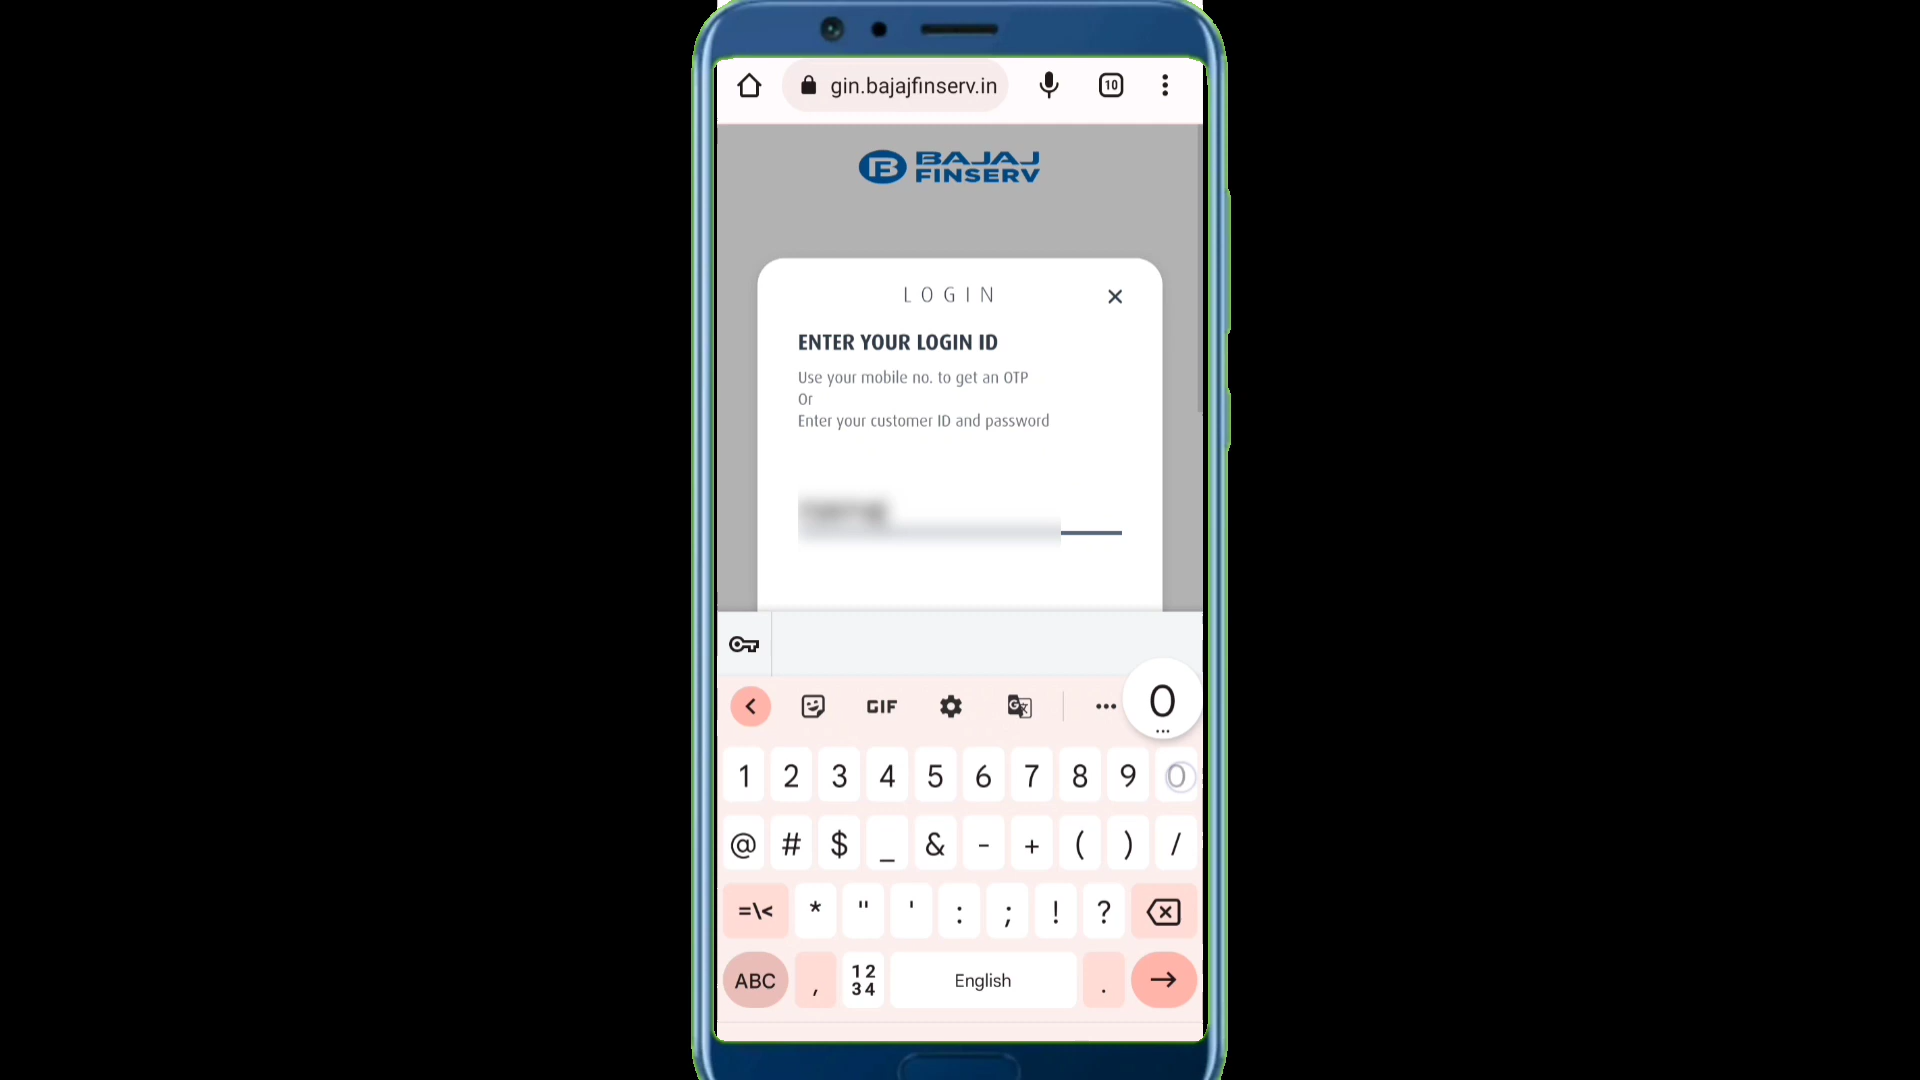 gin.bajajfinserv.in
10
BAJAJ
FINSERV
LOGIN
ENTER YOUR LOGIN ID
Use your mobile no. to get an OTP
Or
Enter your customer ID and password
GIF
0
1 2 3 4 5 6 7 8 9 0
@ # $ _ & - + ( ) /
=\< * " ' : ; ! ?
ABC , 12 34 English .